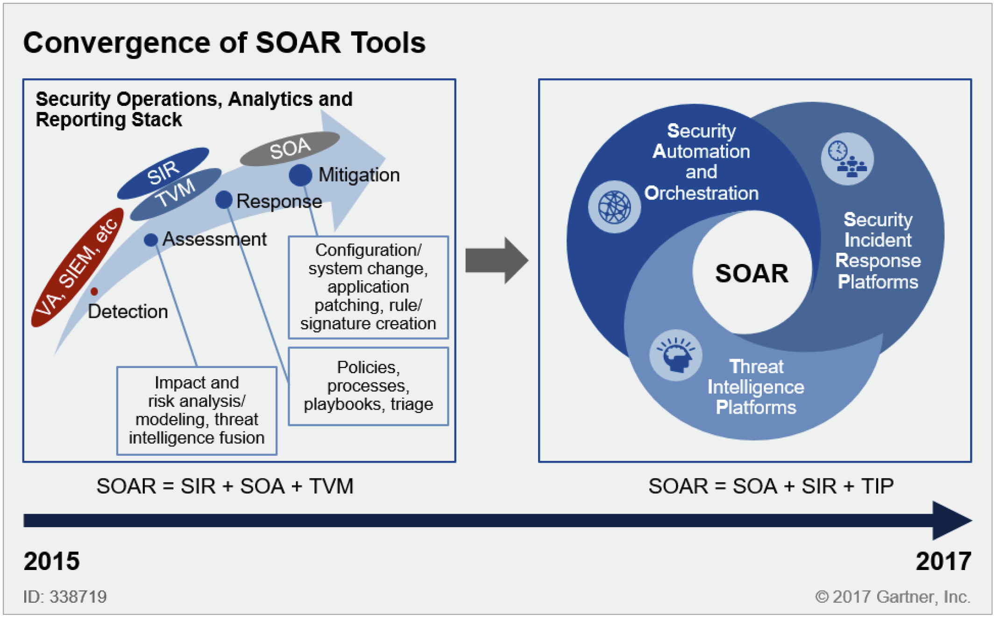 Convergence of SOAR Tools
Security Operations, Analytics and
Reporting Stack
SOA
SIR
TVM
VA, SIEM, etc
Mitigation
Response
Assessment
Detection
Configuration/
system change,
application
patching, rule/
signature creation
Policies,
processes,
playbooks, triage
Impact and
risk analysis/
modeling, threat
intelligence fusion
Security
Automation
and
Orchestration
Security
Incident
Response
Platforms
SOAR
Threat
Intelligence
Platforms
SOAR = SIR + SOA + TVM
SOAR = SOA + SIR + TIP
2015
2017
ID: 338719
© 2017 Gartner, Inc.